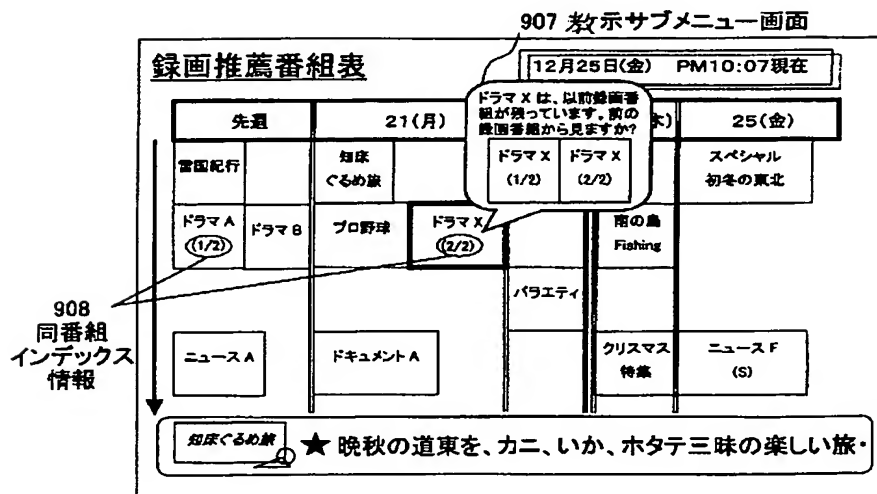 907 教示サブメニュー画面
録画推薦番組表
12月25日(金) PM10:07現在
ドラマXは、以前録画番
組が残っています。前の
録画番組から見ますか?
ドラマX
(1/2)
ドラマX
(2/2)
先週
21(月)
木)
25(金)
雪国紀行
知床
ぐるめ旅
スペシャル
初冬の東北
ドラマA
(1/2)
ドラマB
プロ野球
ドラマX
(2/2)
南の島
Fishing
バラエティ
908
同番組
インデックス
情報
ニュースA
ドキュメントA
クリスマス
特集
ニュースF
(S)
知床ぐるめ旅
★晩秋の道東を、カニ、いか、ホタテ三昧の楽しい旅・